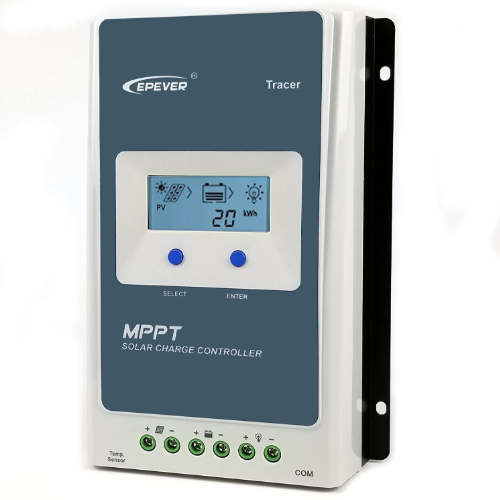 EPEVER ®
Tracer
PV
20 kWh
SELECT
ENTER
MPPT
SOLAR CHARGE CONTROLLER
+ - + - + -
Temp.
Sensor
COM